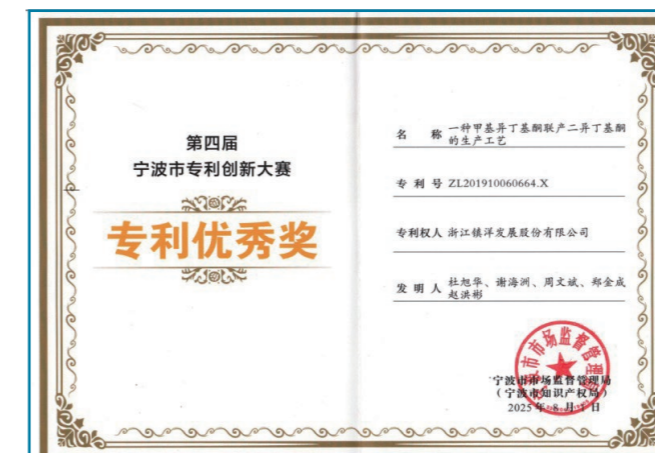 第四届
宁波市专利创新大赛
专利优秀奖
名 称 一种甲基异丁基酮联产二异丁基酮
的生产工艺
专 利 号 ZL201910060664.X
专利权人 浙江镇洋发展股份有限公司
发 明 人 杜旭华、谢海洲、周文斌、郑金成
赵洪彬
宁波市市场监督管理局
（宁波市知识产权局）
2025年8月1日